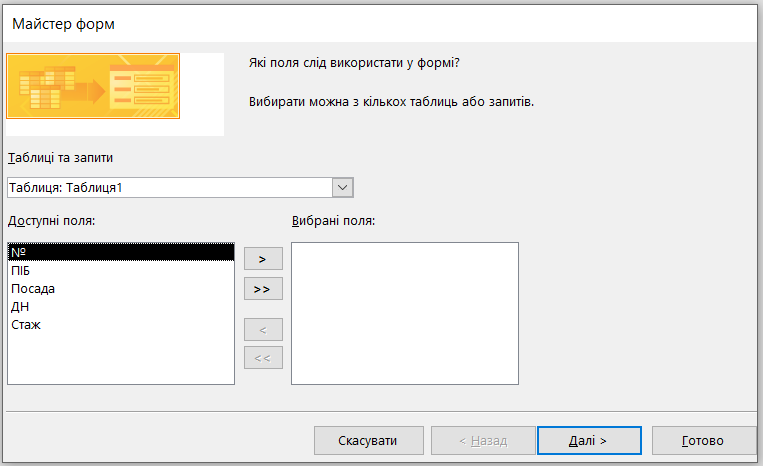 Майстер форм
Які поля слід використати у формі?
Вибирати можна з кількох таблиць або запитів.
Таблиці та запити
Таблиця: Таблиця1
Доступні поля:
Вибрані поля:
№
ПІБ
Посада
ДН
Стаж
>
>>
<
<<
Скасувати
< Назад
Далі >
Готово